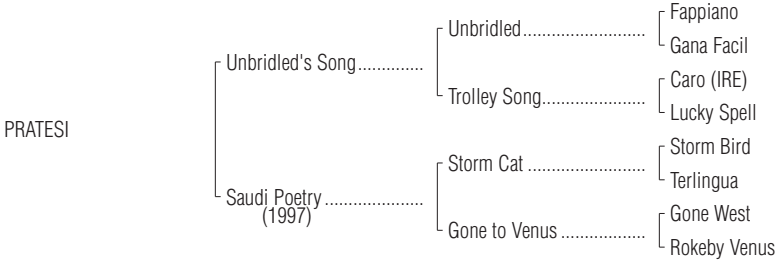 Fappiano
Unbridled..............................
Gana Facil
Unbridled's Song..............
Caro (IRE)
Trolley Song.........................
Lucky Spell
PRATESI
Storm Bird
Storm Cat .............................
Terlingua
Saudi Poetry .......................
(1997)
Gone West
Gone to Venus ....................
Rokeby Venus